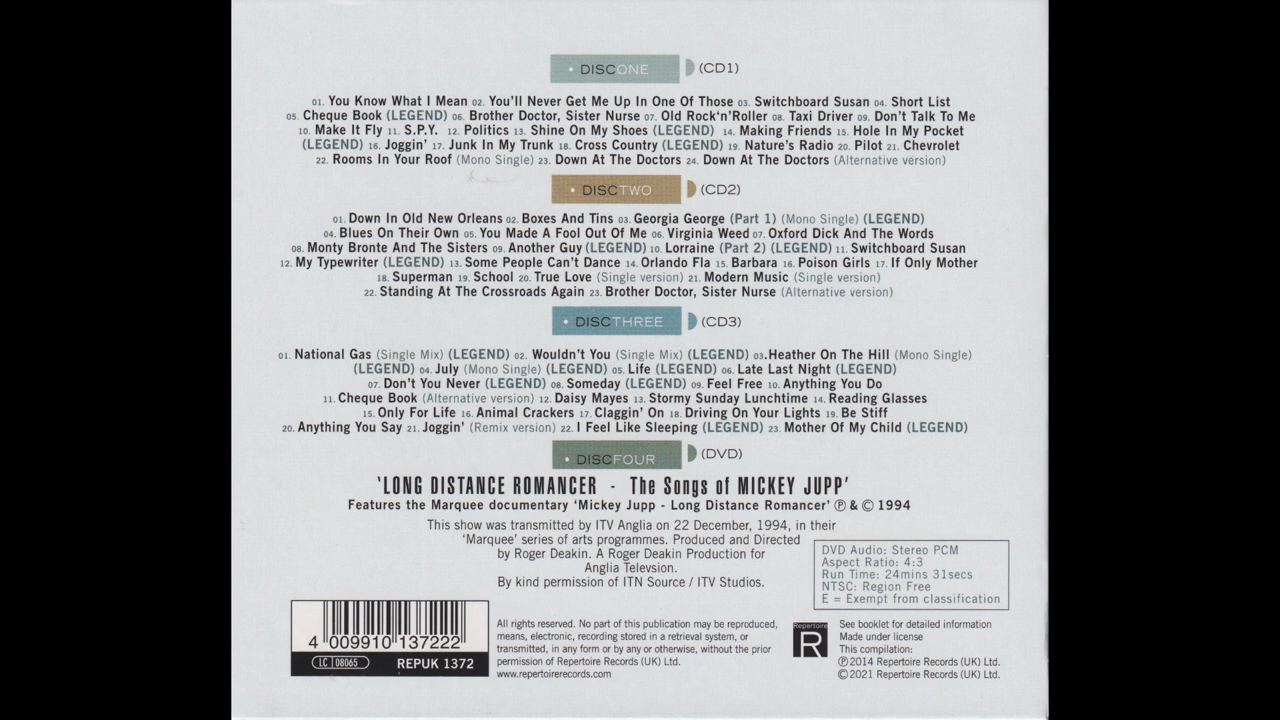 • DISCONE (CD1)
01. You Know What I Mean 02. You'll Never Get Me Up In One Of Those 03. Switchboard Susan 04. Short List
05. Cheque Book (LEGEND) 06. Brother Doctor, Sister Nurse 07. Old Rock'n'Roller 08. Taxi Driver 09. Don't Talk To Me
10. Make It Fly 11. S.P.Y. 12. Politics 13. Shine On My Shoes (LEGEND) 14. Making Friends 15. Hole In My Pocket
(LEGEND) 16. Joggin' 17. Junk In My Trunk 18. Cross Country (LEGEND) 19. Nature's Radio 20. Pilot 21. Chevrolet
22. Rooms In Your Roof (Mono Single) 23. Down At The Doctors 24. Down At The Doctors (Alternative version)
• DISCTWO (CD2)
01. Down In Old New Orleans 02. Boxes And Tins 03. Georgia George (Part 1) (Mono Single) (LEGEND)
04. Blues On Their Own 05. You Made A Fool Out Of Me 06. Virginia Weed 07. Oxford Dick And The Words
08. Monty Bronte And The Sisters 09. Another Guy (LEGEND) 10. Lorraine (Part 2) (LEGEND) 11. Switchboard Susan
12. My Typewriter (LEGEND) 13. Some People Can't Dance 14. Orlando Fla 15. Barbara 16. Poison Girls 17. If Only Mother
18. Superman 19. School 20. True Love (Single version) 21. Modern Music (Single version)
22. Standing At The Crossroads Again 23. Brother Doctor, Sister Nurse (Alternative version)
• DISCTHREE (CD3)
01. National Gas (Single Mix) (LEGEND) 02. Wouldn't You (Single Mix) (LEGEND) 03.Heather On The Hill (Mono Single)
(LEGEND) 04. July (Mono Single) (LEGEND) 05. Life (LEGEND) 06. Late Last Night (LEGEND)
07. Don't You Never (LEGEND) 08. Someday (LEGEND) 09. Feel Free 10. Anything You Do
11. Cheque Book (Alternative version) 12. Daisy Mayes 13. Stormy Sunday Lunchtime 14. Reading Glasses
15. Only For Life 16. Animal Crackers 17. Claggin' On 18. Driving On Your Lights 19. Be Stiff
20. Anything You Say 21. Joggin' (Remix version) 22. I Feel Like Sleeping (LEGEND) 23. Mother Of My Child (LEGEND)
• DISCFOUR (DVD)
'LONG DISTANCE ROMANCER - The Songs of MICKEY JUPP'
Features the Marquee documentary 'Mickey Jupp - Long Distance Romancer' ℗ & © 1994
This show was transmitted by ITV Anglia on 22 December, 1994, in their
'Marquee' series of arts programmes. Produced and Directed
by Roger Deakin. A Roger Deakin Production for
Anglia Televsion.
By kind permission of ITN Source / ITV Studios.
DVD Audio: Stereo PCM
Aspect Ratio: 4:3
Run Time: 24mins 31secs
NTSC: Region Free
E = Exempt from classification
4 009910 137222
LC 08065 REPUK 1372
All rights reserved. No part of this publication may be reproduced,
means, electronic, recording stored in a retrieval system, or
transmitted, in any form or by any or otherwise, without the prior
permission of Repertoire Records (UK) Ltd.
www.repertoirerecords.com
Repertoire
R
See booklet for detailed information
Made under license
This compilation:
℗ 2014 Repertoire Records (UK) Ltd.
© 2021 Repertoire Records (UK) Ltd.